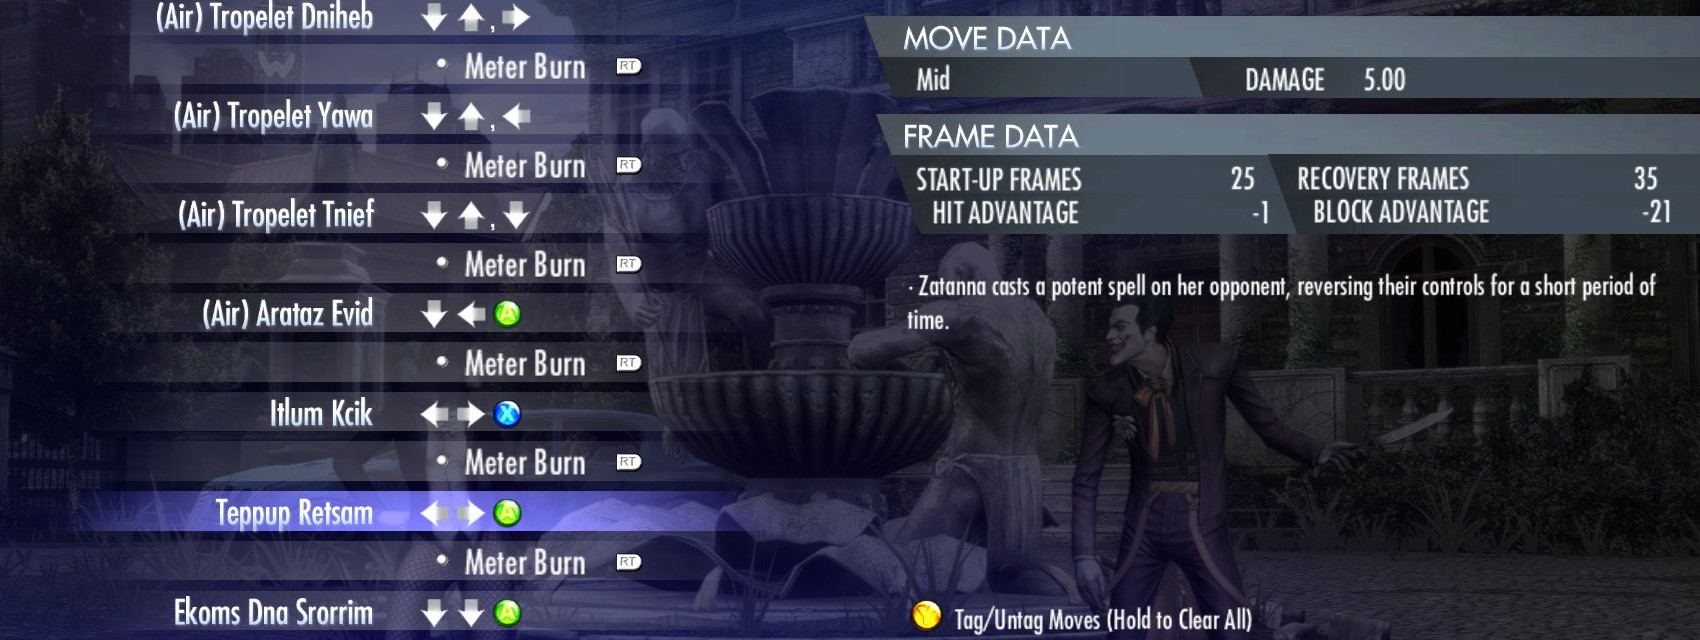 (Air) Tropelet Dniheb
Meter Burn RT
(Air) Tropelet Yawa
Meter Burn RT
(Air) Tropelet Tnief
Meter Burn RT
(Air) Arataz Evid A
Meter Burn RT
Itlum Kcik X
Meter Burn RT
Teppup Retsam A
Meter Burn RT
Ekoms Dna Srorrim A
MOVE DATA
Mid DAMAGE 5.00
FRAME DATA
START-UP FRAMES 25 RECOVERY FRAMES 35
HIT ADVANTAGE -1 BLOCK ADVANTAGE -21
· Zatanna casts a potent spell on her opponent, reversing their controls for a short period of
time.
Y Tag/Untag Moves (Hold to Clear All)